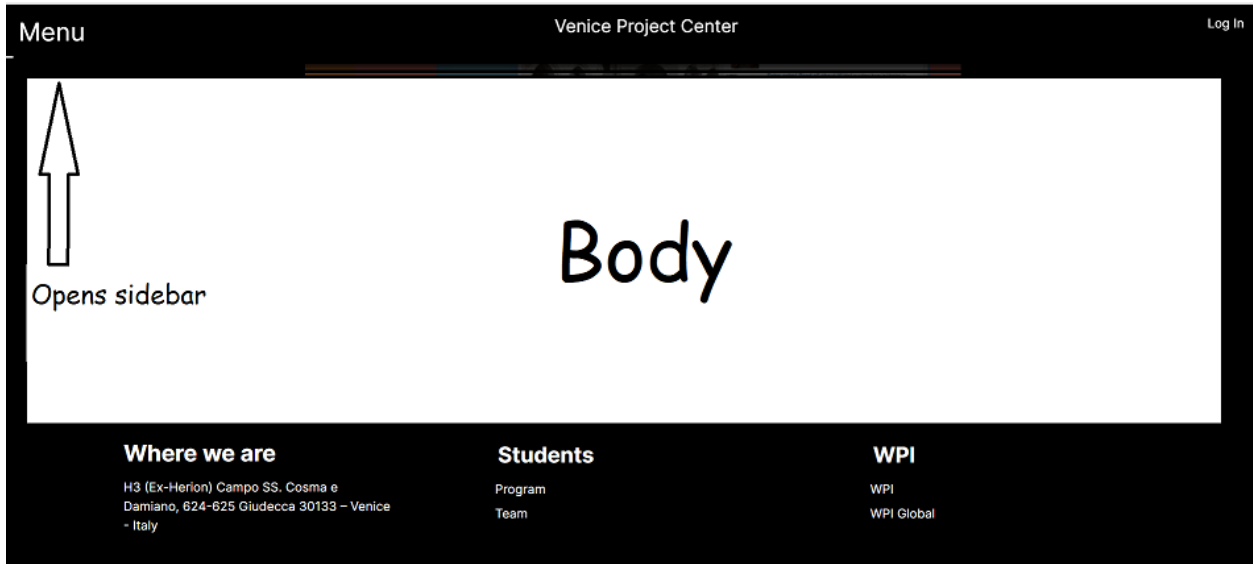 Menu
Venice Project Center
Log In
Opens sidebar
Body
Where we are
H3 (Ex-Herion) Campo SS. Cosma e
Damiano, 624-625 Giudecca 30133 – Venice
- Italy
Students
Program
Team
WPI
WPI
WPI Global